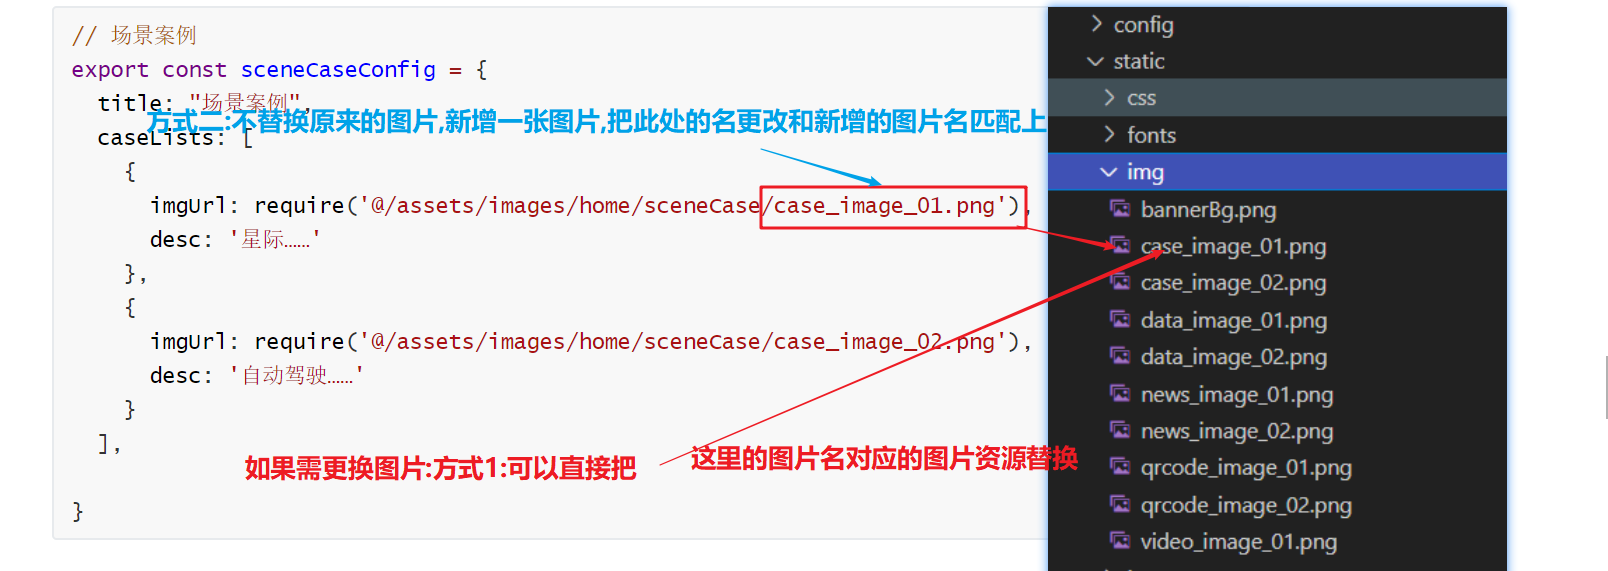 // 场景案例
export const sceneCaseConfig = {
title: "场景案例",
方式二:不替换原来的图片,新增一张图片,把此处的名更改和新增的图片名匹配上
caseLists: [
{
imgUrl: require('@/assets/images/home/sceneCase/case_image_01.png'),
desc: '星际……'
},
{
imgUrl: require('@/assets/images/home/sceneCase/case_image_02.png'),
desc: '自动驾驶……'
}
],
如果需更换图片:方式1:可以直接把 这里的图片名对应的图片资源替换
}
config
static
css
fonts
img
bannerBg.png
case_image_01.png
case_image_02.png
data_image_01.png
data_image_02.png
news_image_01.png
news_image_02.png
qrcode_image_01.png
qrcode_image_02.png
video_image_01.png